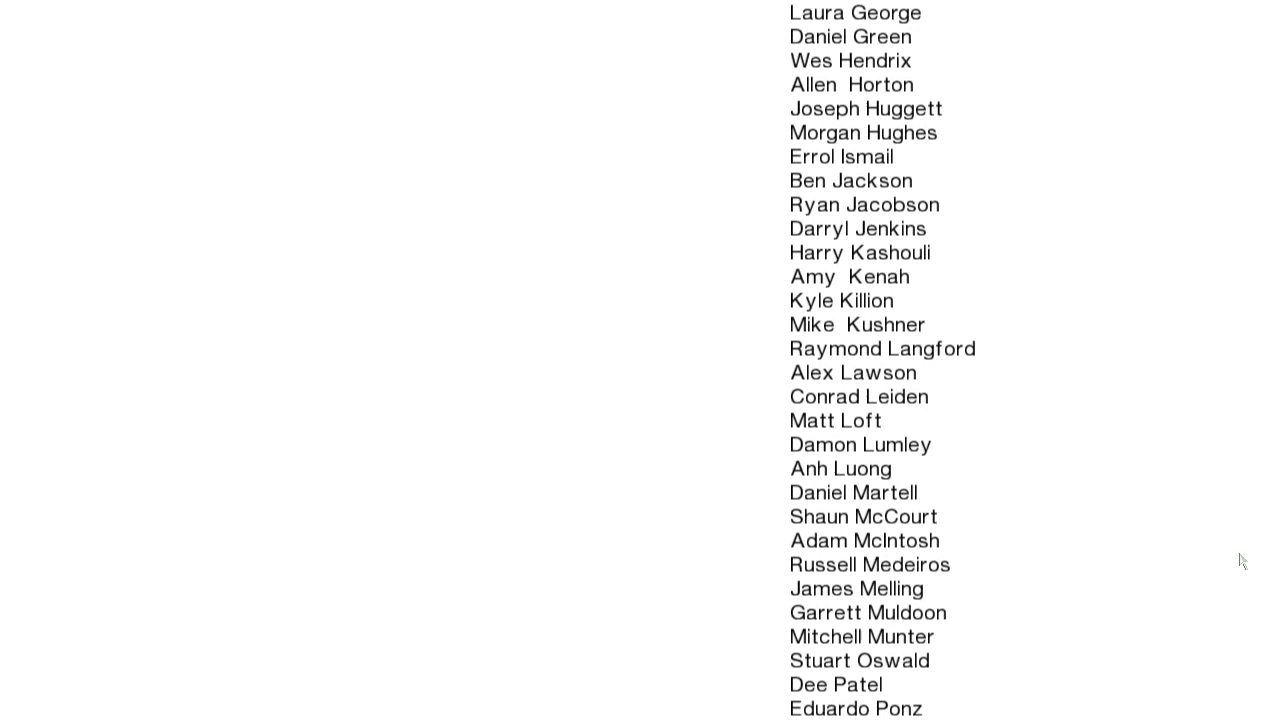 Laura George
Daniel Green
Wes Hendrix
Allen  Horton
Joseph Huggett
Morgan Hughes
Errol Ismail
Ben Jackson
Ryan Jacobson
Darryl Jenkins
Harry Kashouli
Amy  Kenah
Kyle Killion
Mike  Kushner
Raymond Langford
Alex Lawson
Conrad Leiden
Matt Loft
Damon Lumley
Anh Luong
Daniel Martell
Shaun McCourt
Adam McIntosh
Russell Medeiros
James Melling
Garrett Muldoon
Mitchell Munter
Stuart Oswald
Dee Patel
Eduardo Ponz